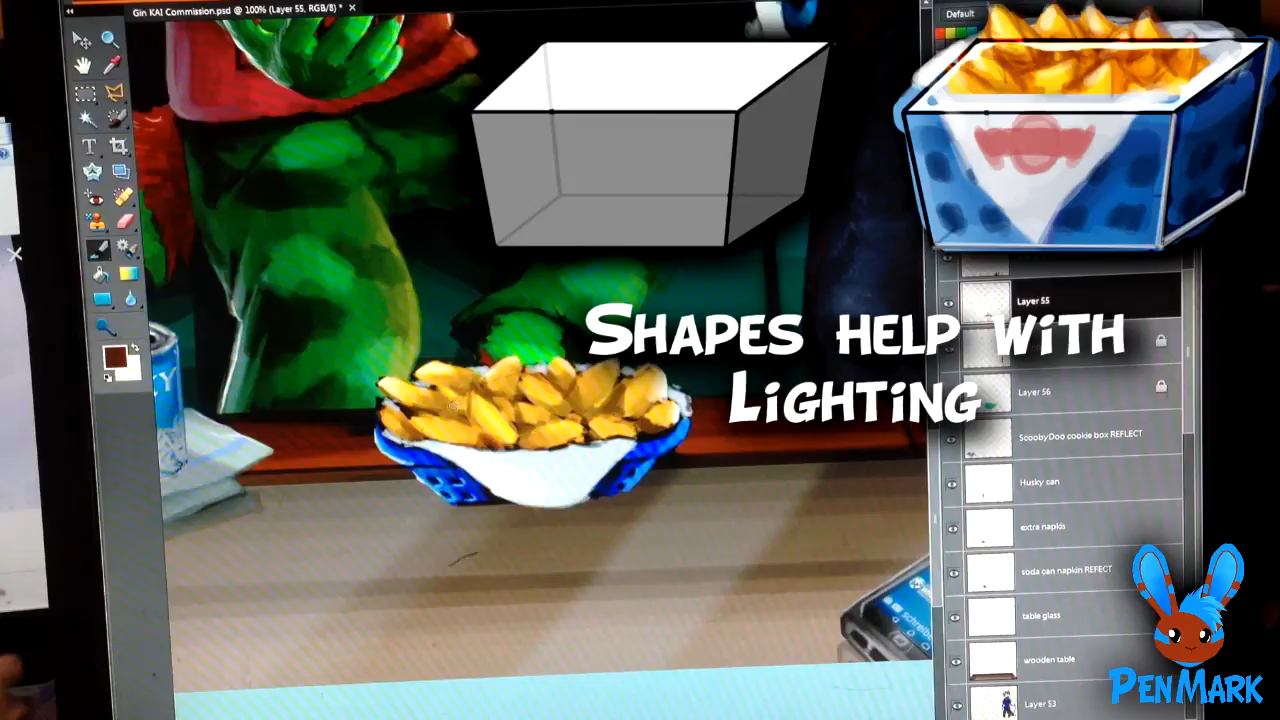 Gin KAI Commission.psd @ 100% (Layer 55, RGB/8) *
Default
Layer 55
SHAPES HELP WITH
LIGHTING
Layer 56
ScoobyDoo cookie box REFLECT
Husky can
extra napkis
soda can napkin REFECT
table glass
wooden table
Layer 53
PENMARK